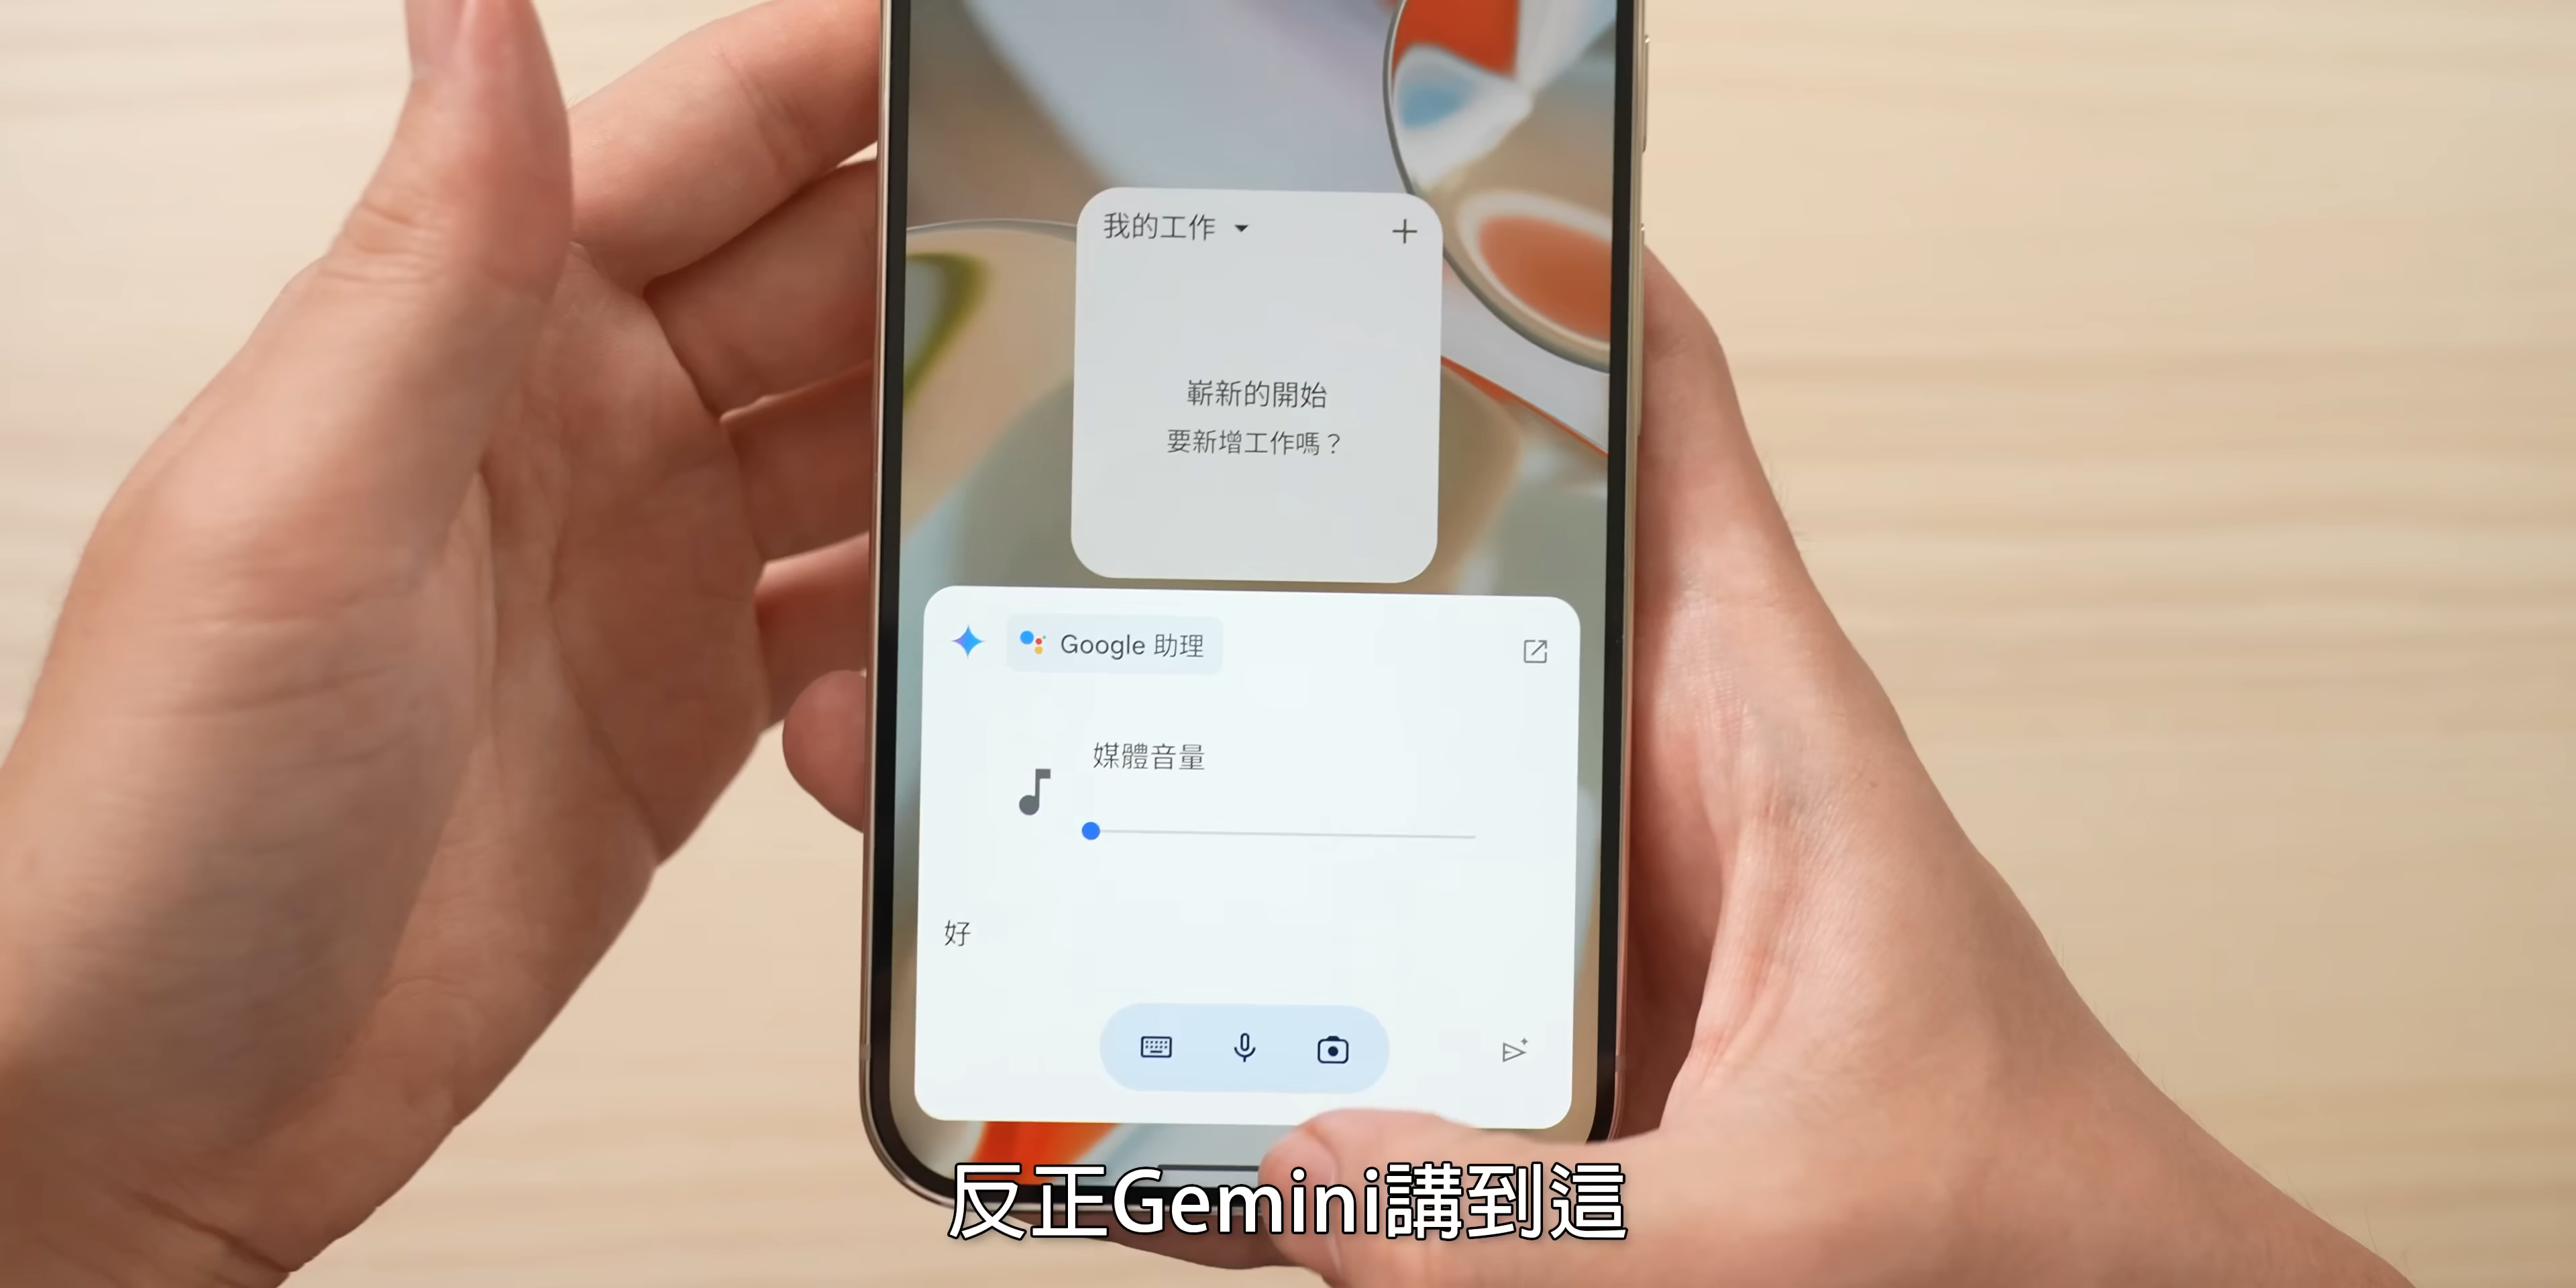 我的工作
嶄新的開始
要新增工作嗎？
Google 助理
媒體音量
好
反正Gemini講到這